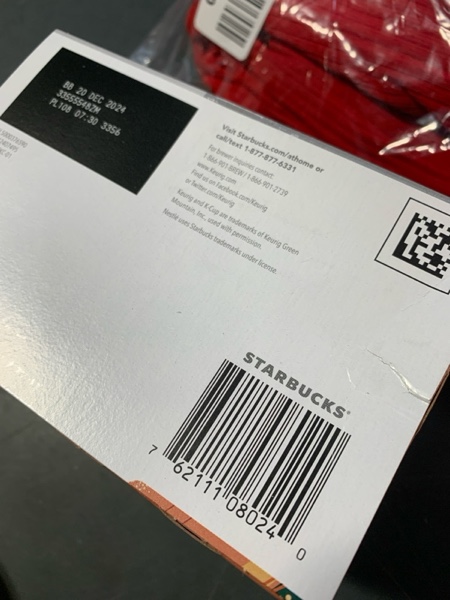 BB 20 DEC 2024
335555482M
PL108 07:30 3356
Visit Starbucks.com/athome or
call/text 1-877-877-6331
For brewer inquiries contact:
1-866-901-BREW / 1-866-901-2739
www.Keurig.com
Find us on Facebook.com/Keurig
or Twitter.com/Keurig
Keurig and K-Cup are trademarks of Keurig Green
Mountain, Inc., used with permission.
Nestlé uses Starbucks trademarks under license.
STARBUCKS®
7 62111 08024 0